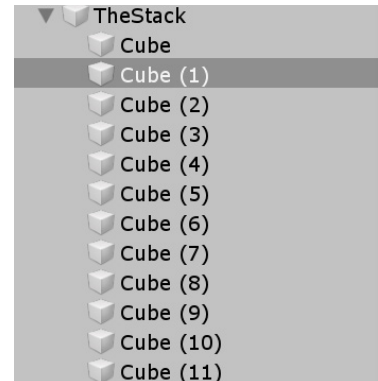 TheStack
Cube
Cube (1)
Cube (2)
Cube (3)
Cube (4)
Cube (5)
Cube (6)
Cube (7)
Cube (8)
Cube (9)
Cube (10)
Cube (11)